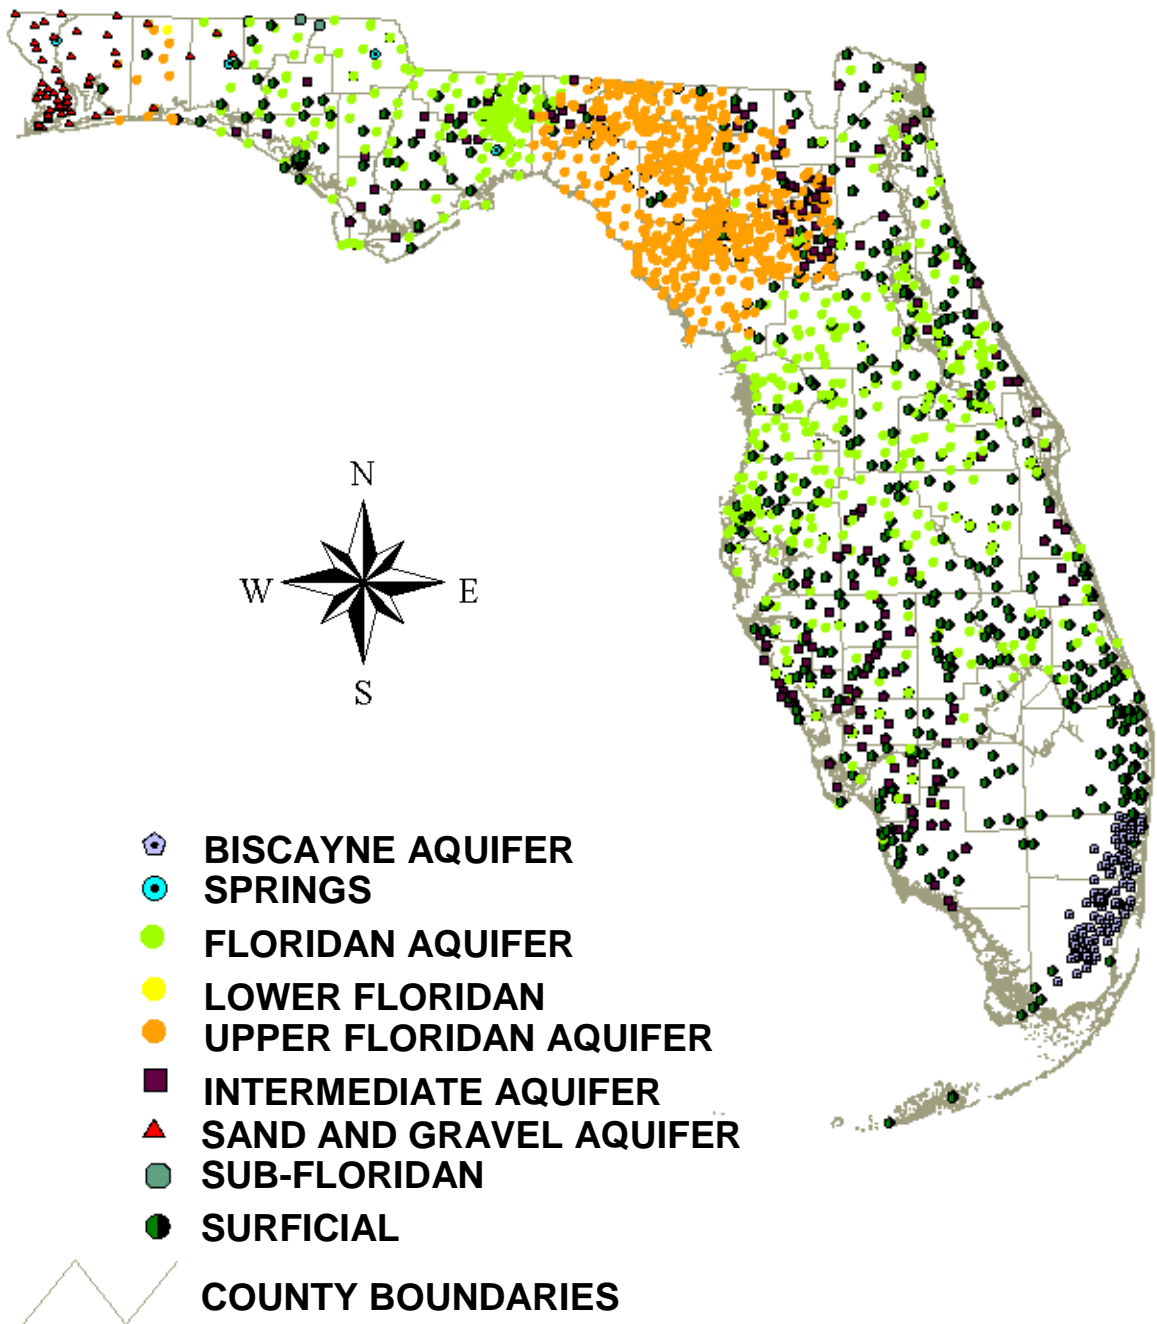 N
W E
S
BISCAYNE AQUIFER
SPRINGS
FLORIDAN AQUIFER
LOWER FLORIDAN
UPPER FLORIDAN AQUIFER
INTERMEDIATE AQUIFER
SAND AND GRAVEL AQUIFER
SUB-FLORIDAN
SURFICIAL
COUNTY BOUNDARIES